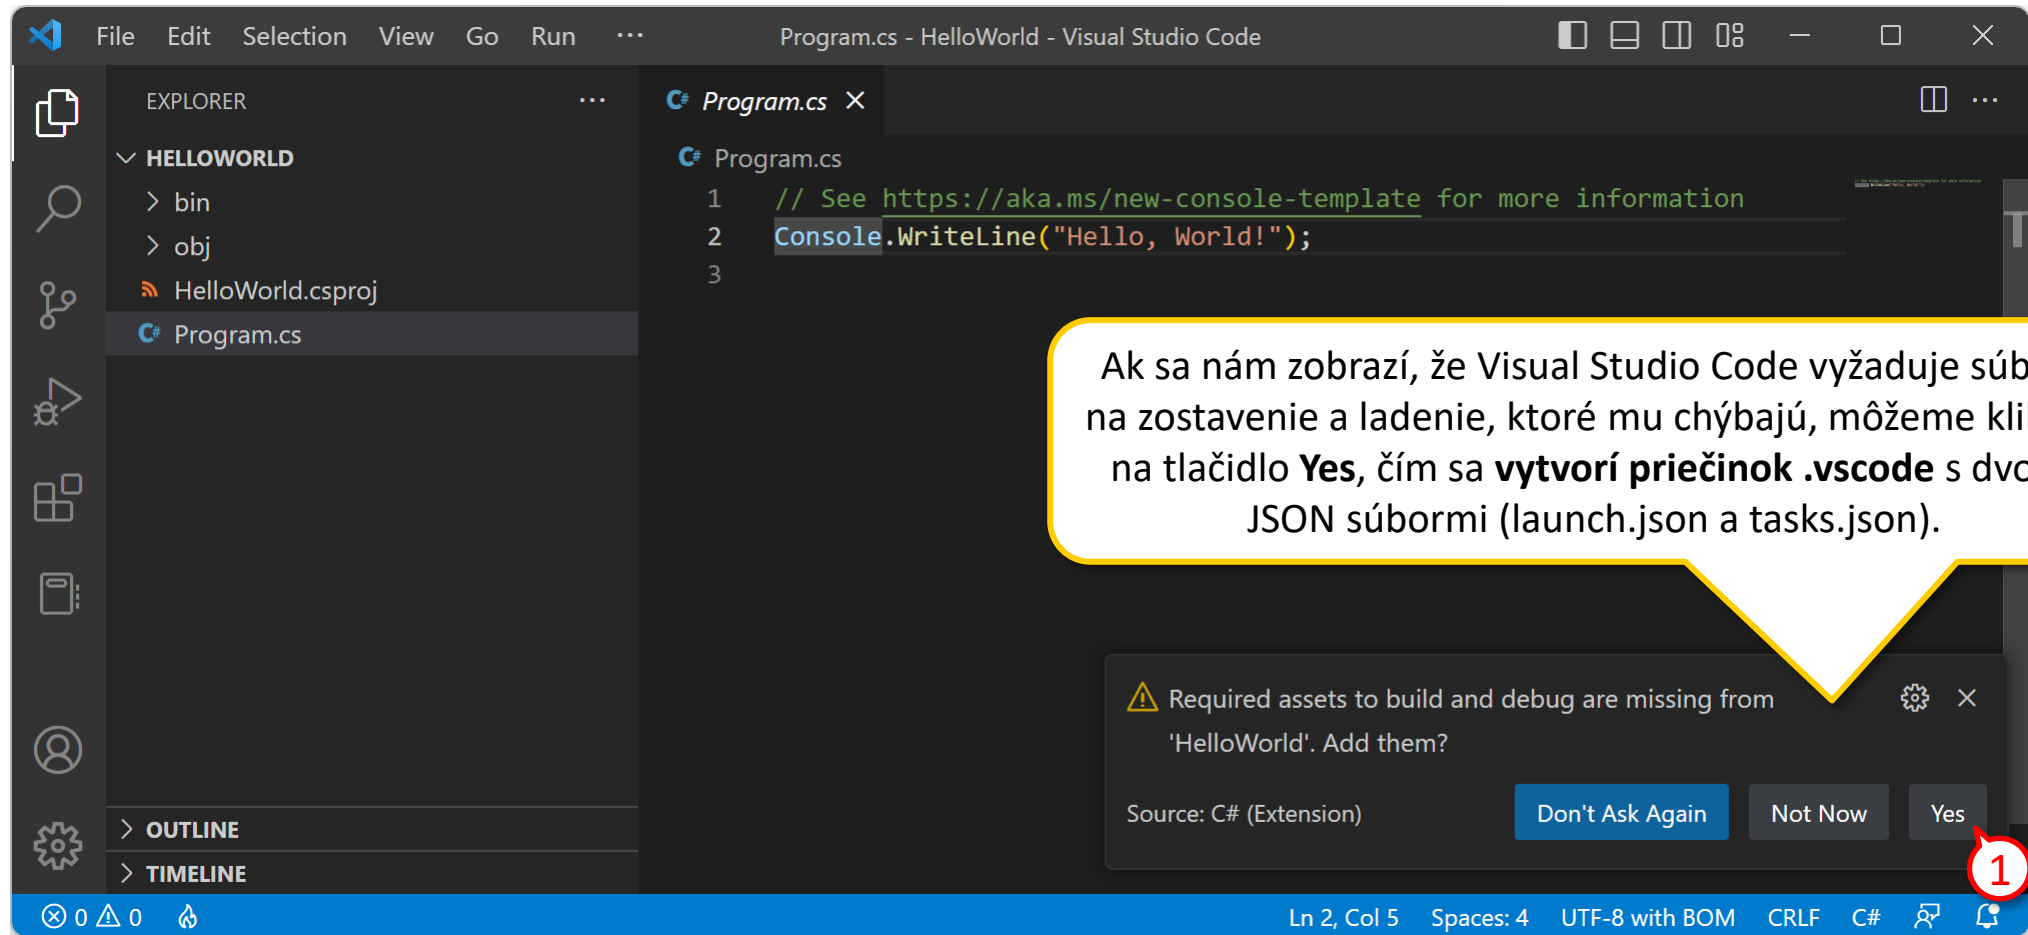 File Edit Selection View Go Run ···
Program.cs - HelloWorld - Visual Studio Code
EXPLORER
HELLOWORLD
bin
obj
HelloWorld.csproj
Program.cs
OUTLINE
TIMELINE
Program.cs
Program.cs
1 // See https://aka.ms/new-console-template for more information
2 Console.WriteLine("Hello, World!");
3
Ak sa nám zobrazí, že Visual Studio Code vyžaduje súb
na zostavenie a ladenie, ktoré mu chýbajú, môžeme kli
na tlačidlo Yes, čím sa vytvorí priečinok .vscode s dvo
JSON súbormi (launch.json a tasks.json).
Required assets to build and debug are missing from
'HelloWorld'. Add them?
Source: C# (Extension)
Don't Ask Again Not Now Yes
1
0 0
Ln 2, Col 5 Spaces: 4 UTF-8 with BOM CRLF C#